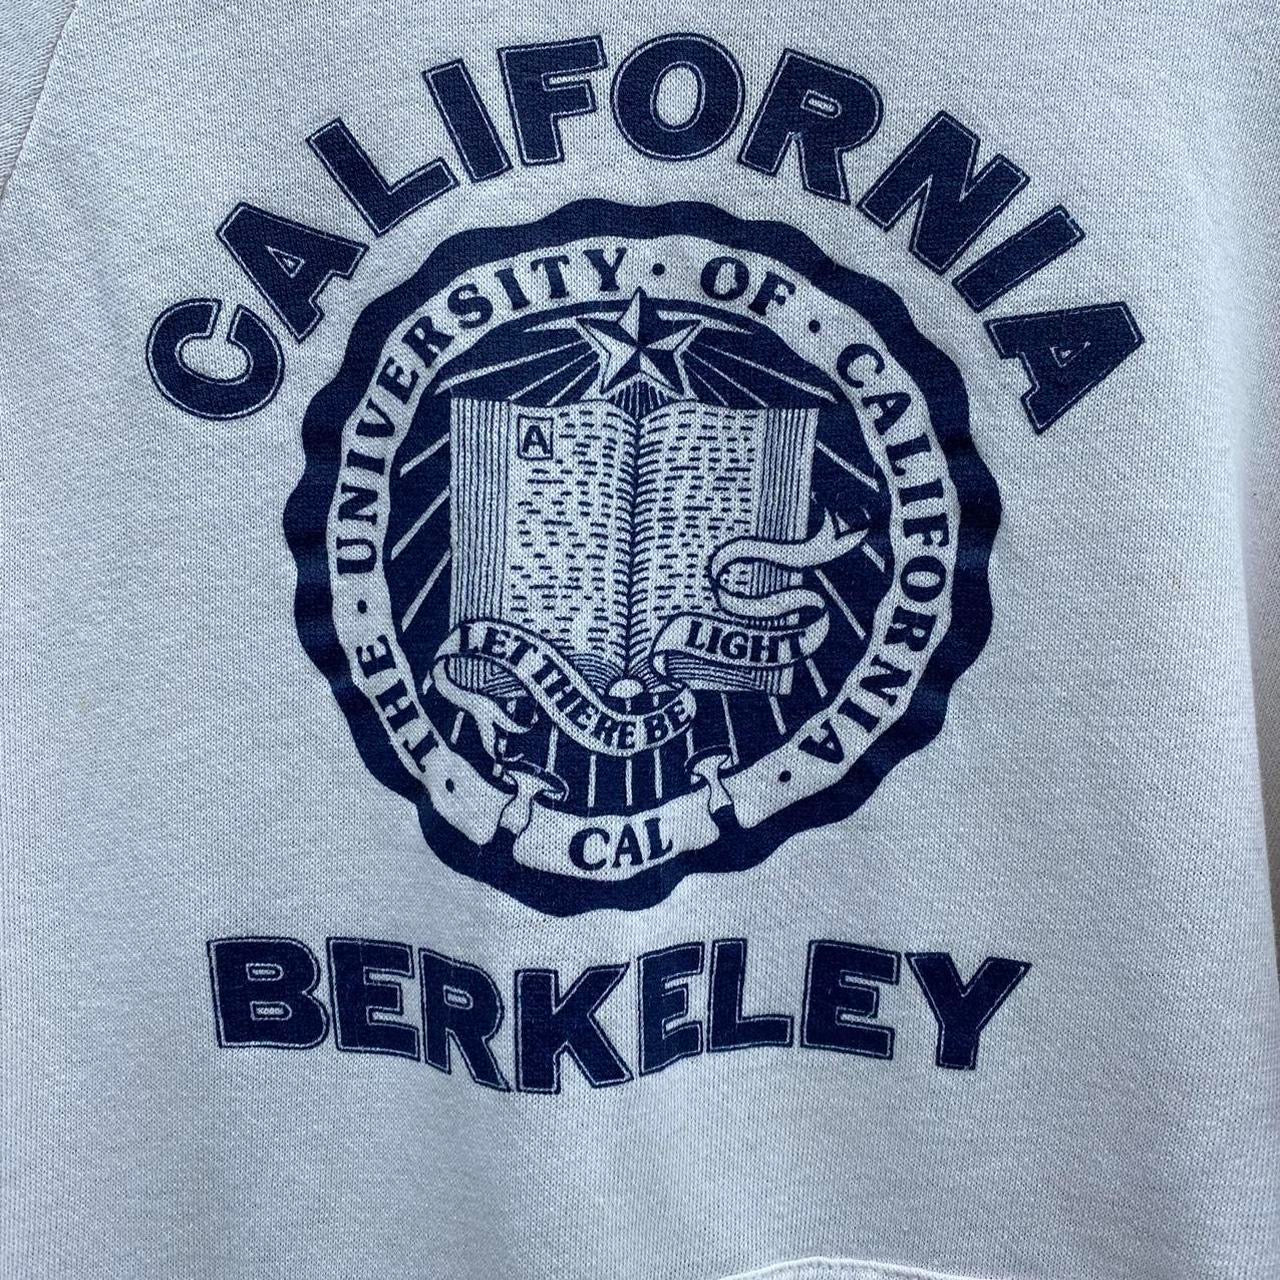 CALIFORNIA
THE · UNIVERSITY · OF · CALIFORNIA ·
A
LET THERE BE
LIGHT
CAL
BERKELEY